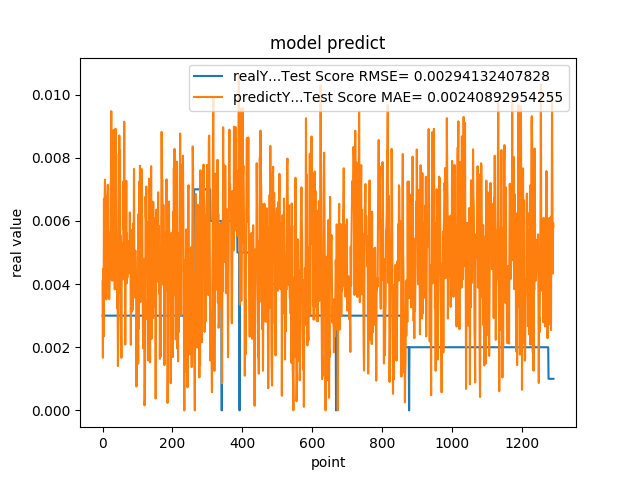 model predict
realY...Test Score RMSE= 0.00294132407828
predictY...Test Score MAE= 0.00240892954255
0.010
0.008
0.006
0.004
0.002
0.000
real value
0 200 400 600 800 1000 1200
point